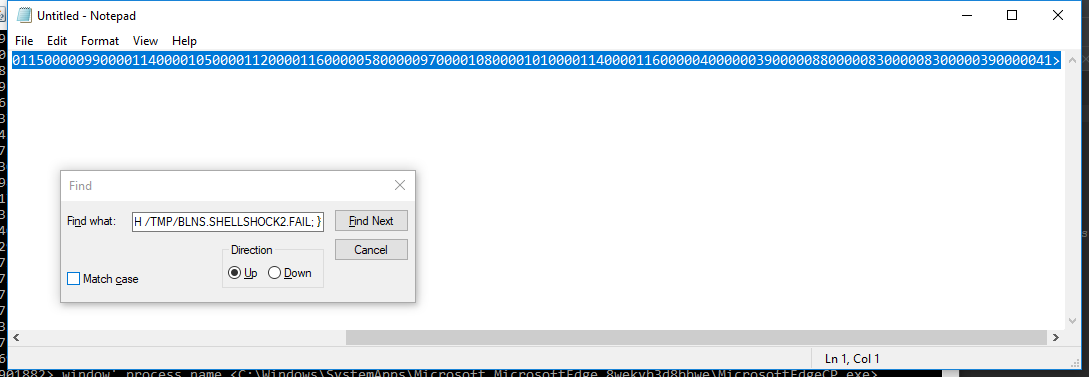 Untitled - Notepad
File Edit Format View Help
0115000009900001140000105000011200001160000058000009700001080000101000011400001160000040000003900000880000083000008300000390000041>
Find
Find what: H /TMP/BLNS.SHELLSHOCK2.FAIL; } Find Next
Direction Cancel
Match case Up Down
Ln 1, Col 1
001882> window' process name <C:\Windows\SystemApps\Microsoft.MicrosoftEdge_8wekyb3d8bbwe\MicrosoftEdgeCP.exe>